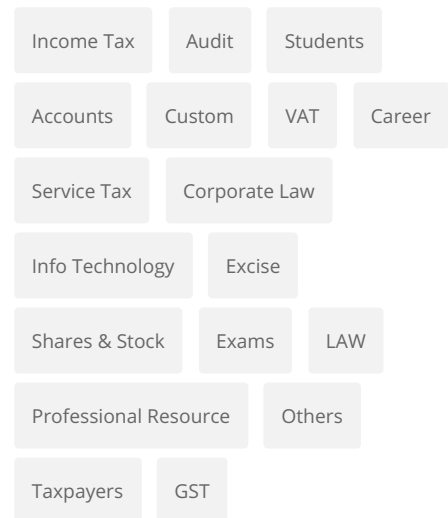 Income Tax Audit Students
Accounts Custom VAT Career
Service Tax Corporate Law
Info Technology Excise
Shares & Stock Exams LAW
Professional Resource Others
Taxpayers GST